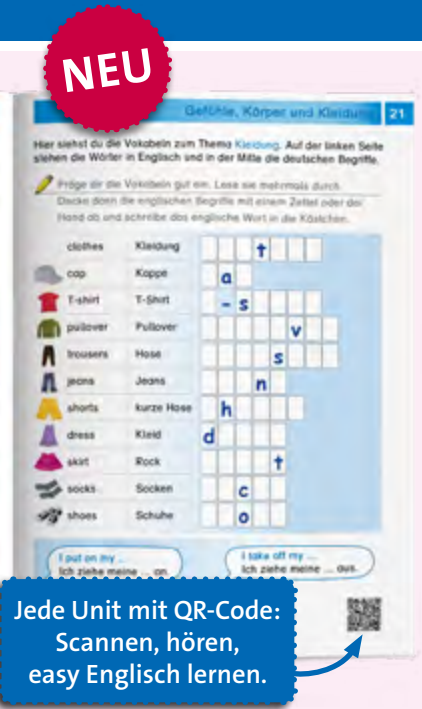 NEU
Gefühle, Körper und Kleidung 21
Hier siehst du die Vokabeln zum Thema Kleidung. Auf der linken Seite
stehen die Wörter in Englisch und in der Mitte die deutschen Begriffe.
Präge dir die Vokabeln gut ein. Lese sie mehrmals durch.
Decke dann die englischen Begriffe mit einem Zettel oder der
Hand ab und schreibe das englische Wort in die Kästchen.
clothes Kleidung t
cap Kappe a
T-shirt T-Shirt - s
pullover Pullover v
trousers Hose s
jeans Jeans n
shorts kurze Hose h
dress Kleid d
skirt Rock t
socks Socken c
shoes Schuhe o
I put on my ...
Ich ziehe meine ... an.
I take off my ...
Ich ziehe meine ... aus.
Jede Unit mit QR-Code:
Scannen, hören,
easy Englisch lernen.